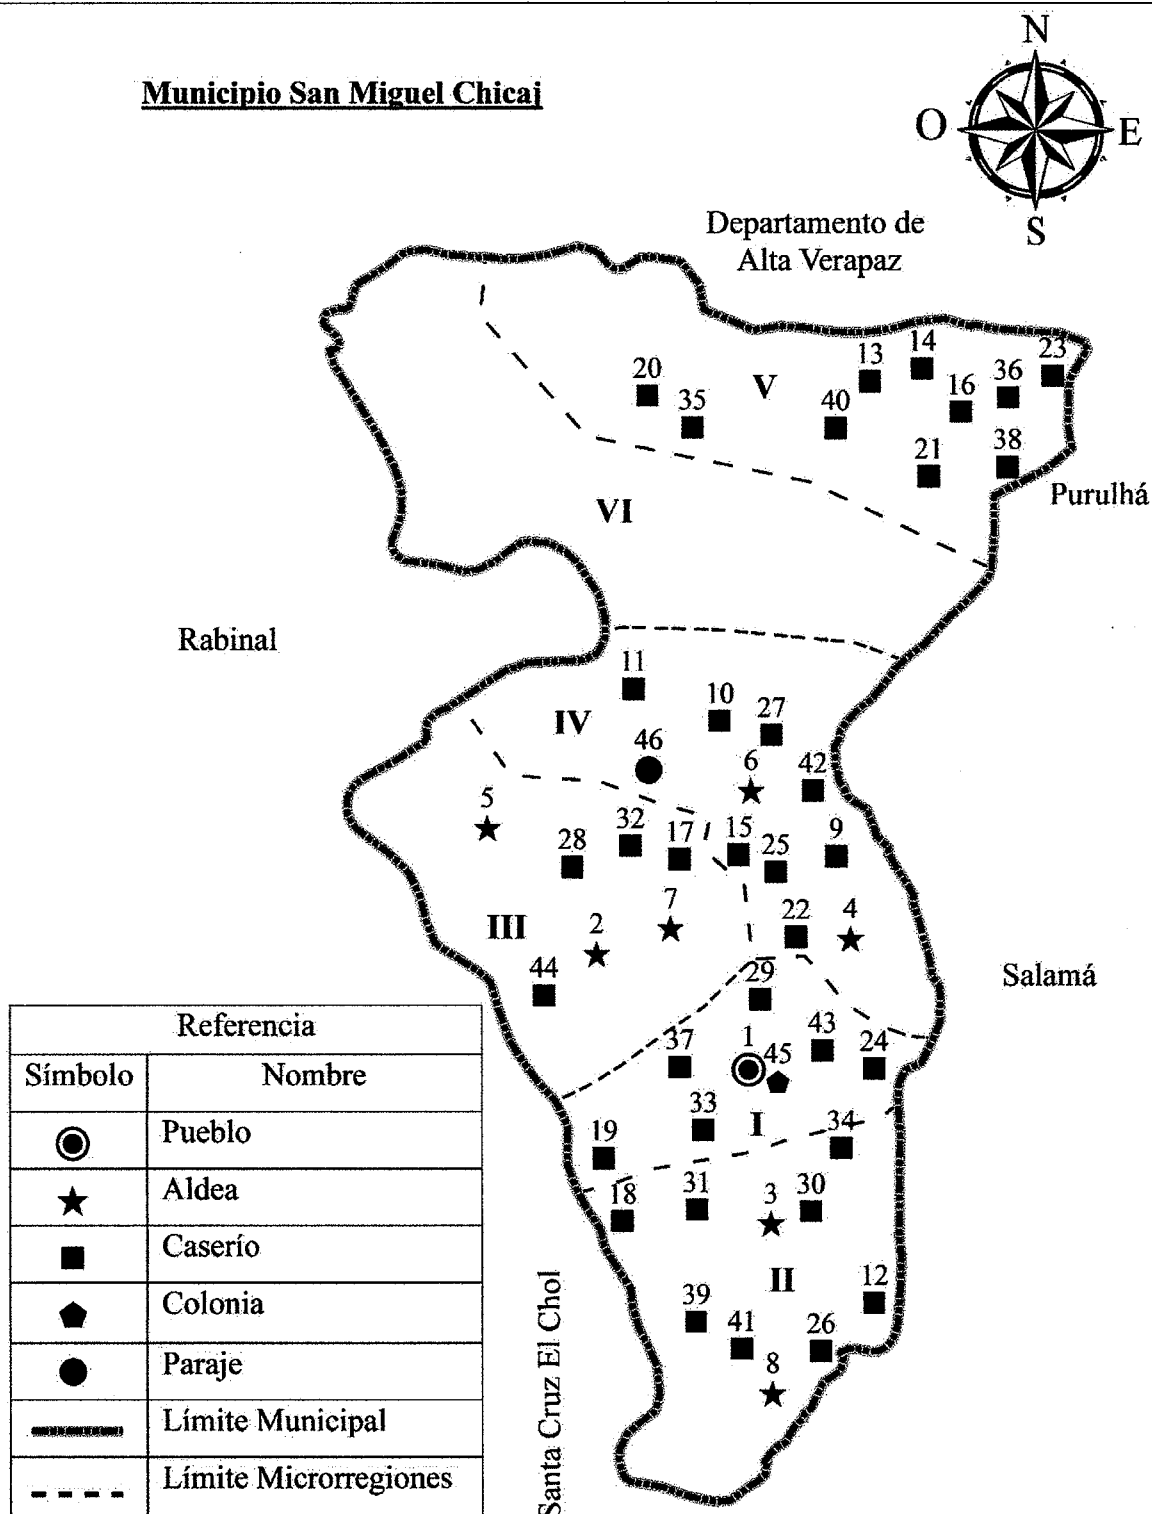 Municipio San Miguel Chicaj
N
O
E
S
Departamento de
Alta Verapaz
14
23
13
36
20
V
16
35
40
21
38
Purulhá
VI
Rabinal
11
10
27
IV
46
6
42
5
32
15
9
28
17
25
7
4
22
2
III
44
29
Salamá
43
1
24
37
45
33
I
34
19
18
31
3
30
II
12
39
41
26
8
Santa Cruz El Chol
Referencia
Símbolo Nombre
Pueblo
Aldea
Caserío
Colonia
Paraje
Límite Municipal
Límite Microrregiones